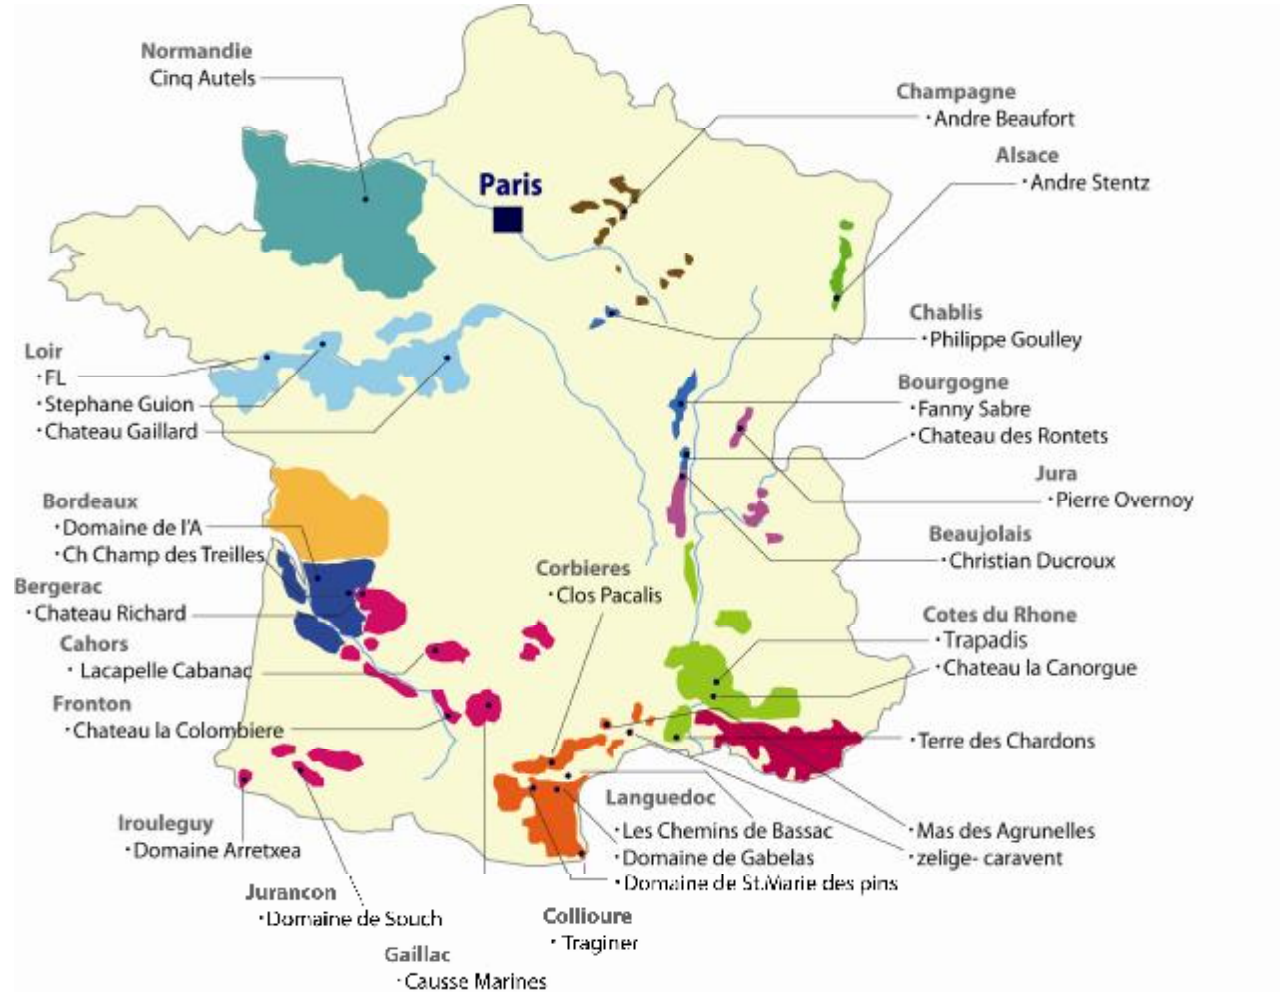 Normandie
Cinq Autels
Champagne
・Andre Beaufort
Alsace
・Andre Stentz
Paris
Chablis
・Philippe Goulley
Loir
・FL
・Stephane Guion
・Chateau Gaillard
Bourgogne
・Fanny Sabre
・Chateau des Rontets
Jura
・Pierre Overnoy
Bordeaux
・Domaine de l'A
・Ch Champ des Treilles
Beaujolais
・Christian Ducroux
Bergerac
・Chateau Richard
Corbieres
・Clos Pacalis
Cotes du Rhone
・Trapadis
・Chateau la Canorgue
Cahors
・Lacapelle Cabanac
Fronton
・Chateau la Colombiere
・Terre des Chardons
Languedoc
・Les Chemins de Bassac
・Domaine de Gabelas
・Domaine de St.Marie des pins
・Mas des Agrunelles
・zelige- caravent
Irouleguy
・Domaine Arretxea
Jurancon
・Domaine de Souch
Collioure
・Traginer
Gaillac
・Causse Marines